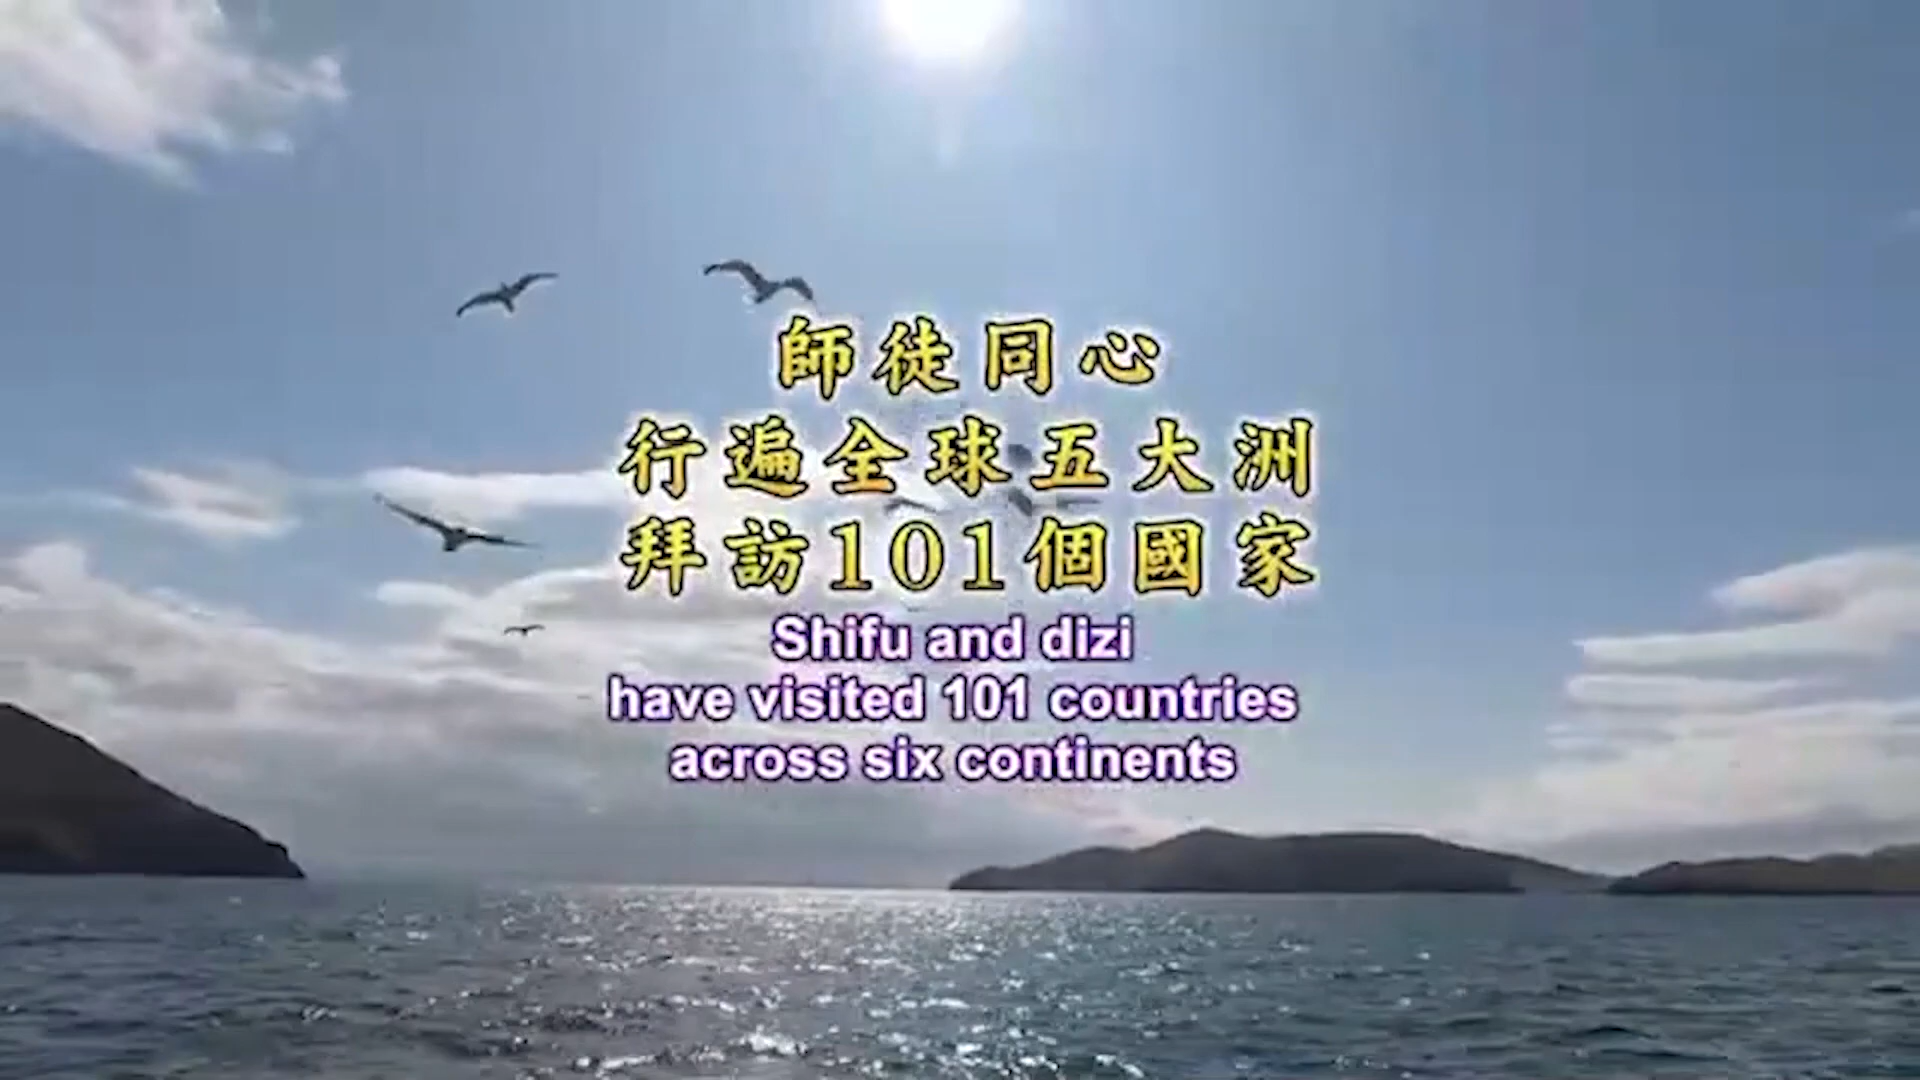 師徒同心
行遍全球五大洲
拜訪101個國家
Shifu and dizi
have visited 101 countries
across six continents